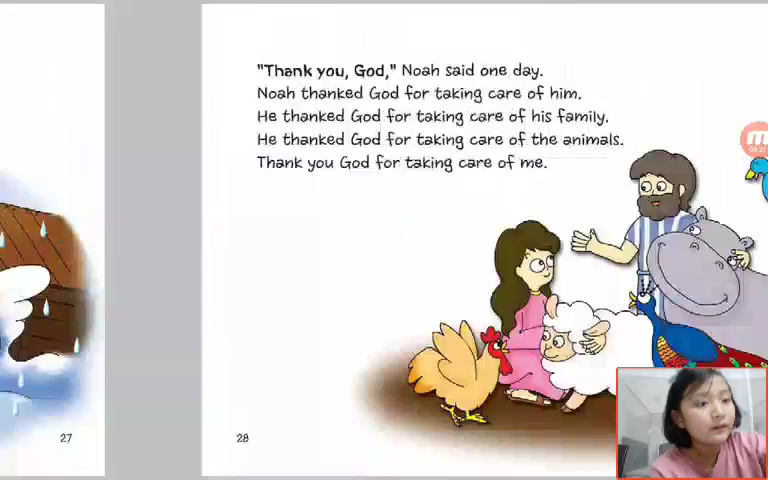 "Thank you, God," Noah said one day.
Noah thanked God for taking care of him.
He thanked God for taking care of his family.
He thanked God for taking care of the animals.
Thank you God for taking care of me.
27
28